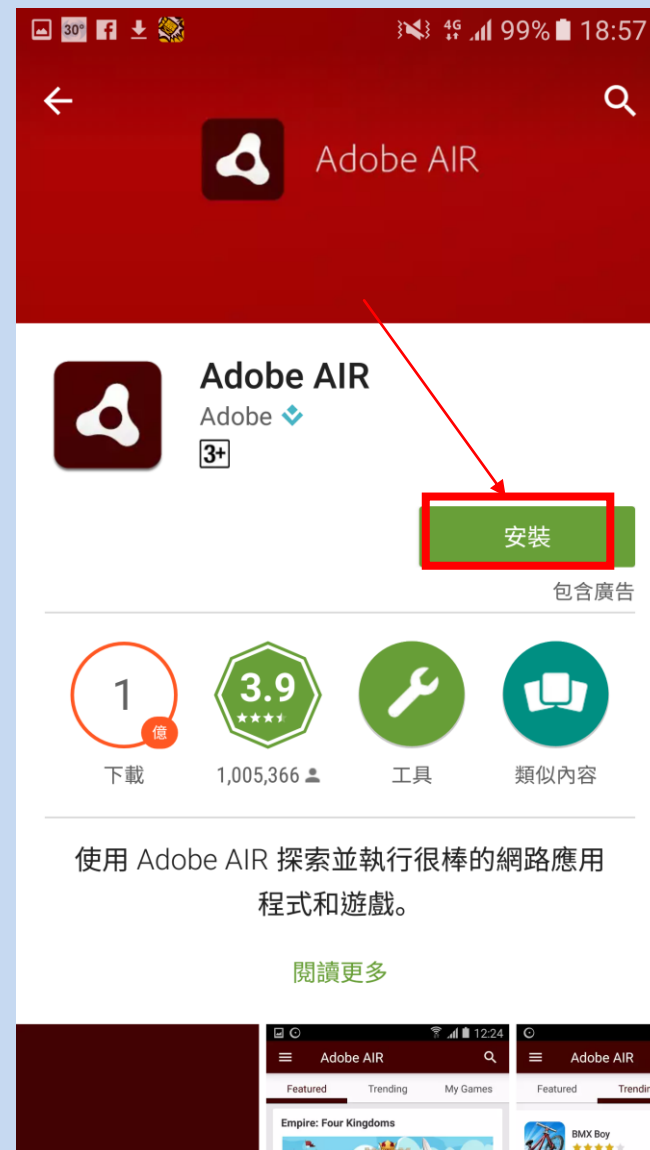 30°
4G
99%
18:57
Adobe AIR
Adobe AIR
Adobe
3+
安裝
包含廣告
1
億
3.9
下載
1,005,366
工具
類似內容
使用 Adobe AIR 探索並執行很棒的網路應用
程式和遊戲。
閱讀更多
12:24
Adobe AIR
Adobe AIR
Featured
Trending
My Games
Featured
Trendin
Empire: Four Kingdoms
BMX Boy